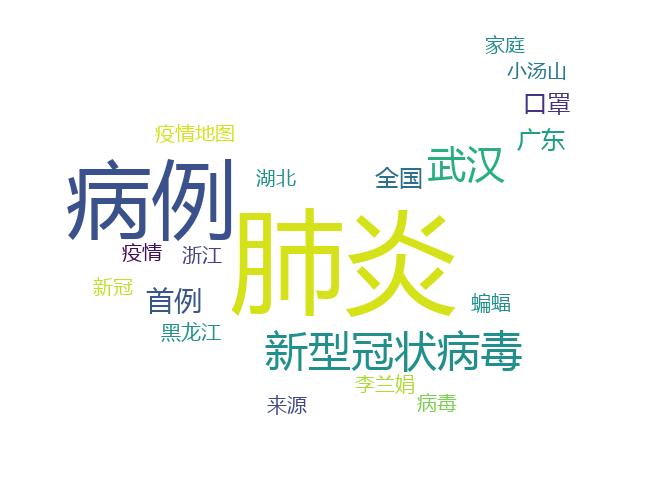 家庭
小汤山
口罩
疫情地图
广东
武汉
病例
湖北
全国
疫情
浙江
肺炎
新冠
首例
蝙蝠
黑龙江
新型冠状病毒
李兰娟
来源
病毒